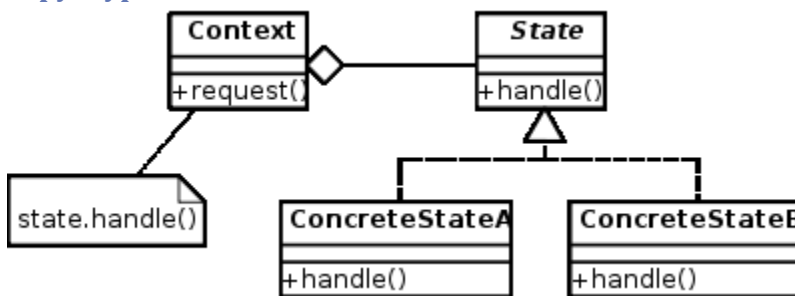 Context
+request()
State
+handle()
state.handle()
ConcreteStateA
+handle()
ConcreteStateB
+handle()